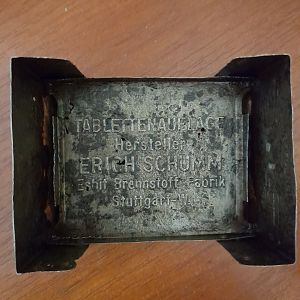 TABLETTENAUFLAGE
Hersteller
ERICH SCHUMM
Esbit Brennstoff-Fabrik
Stuttgart-W.